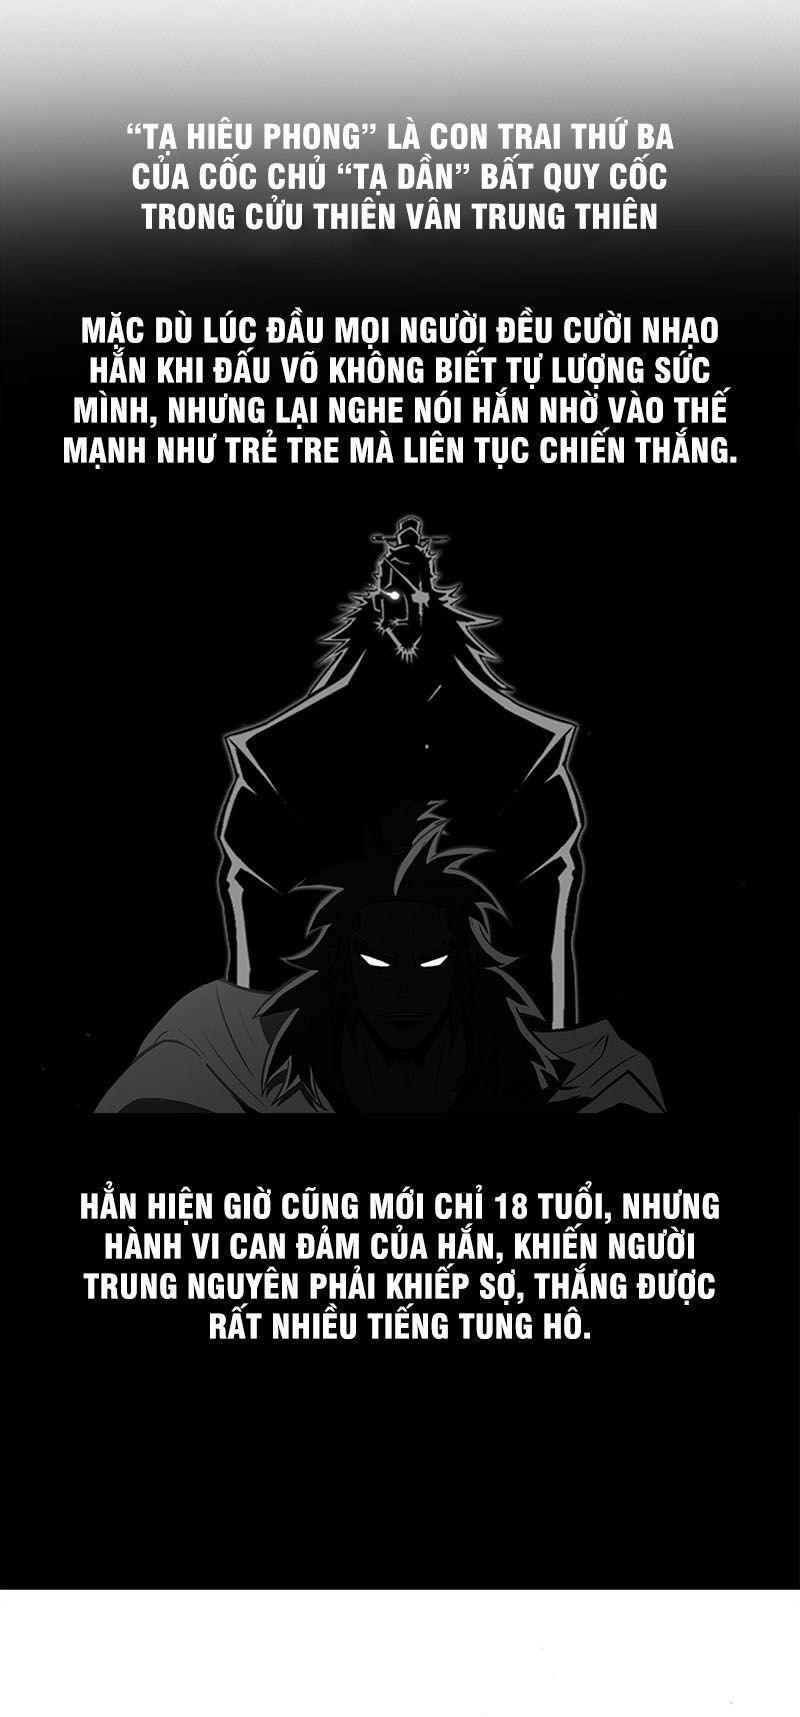 “TẠ HIÊU PHONG” LÀ CON TRAI THỨ BA
CỦA CỐC CHỦ “TẠ DẦN” BẤT QUY CỐC
TRONG CỬU THIÊN VÂN TRUNG THIÊN
MẶC DÙ LÚC ĐẦU MỌI NGƯỜI ĐỀU CƯỜI NHẠO
HẮN KHI ĐẤU VÕ KHÔNG BIẾT TỰ LƯỢNG SỨC
MÌNH, NHƯNG LẠI NGHE NÓI HẮN NHỜ VÀO THẾ
MẠNH NHƯ TRẺ TRE MÀ LIÊN TỤC CHIẾN THẮNG.
HẲN HIỆN GIỜ CŨNG MỚI CHỈ 18 TUỔI, NHƯNG
HÀNH VI CAN ĐẢM CỦA HẮN, KHIẾN NGƯỜI
TRUNG NGUYÊN PHẢI KHIẾP SỢ, THẮNG ĐƯỢC
RẤT NHIỀU TIẾNG TUNG HÔ.